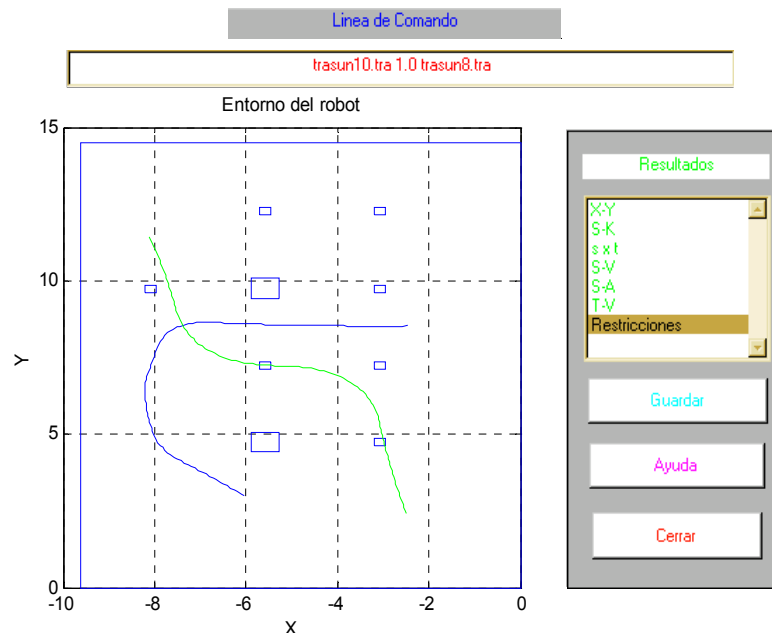 Linea de Comando
trasun10.tra 1.0 trasun8.tra
Entorno del robot
15
10
5
0
Y
-10 -8 -6 -4 -2 0
X
Resultados
X-Y
S-K
s x t
S-V
S-A
T-V
Restricciones
Guardar
Ayuda
Cerrar